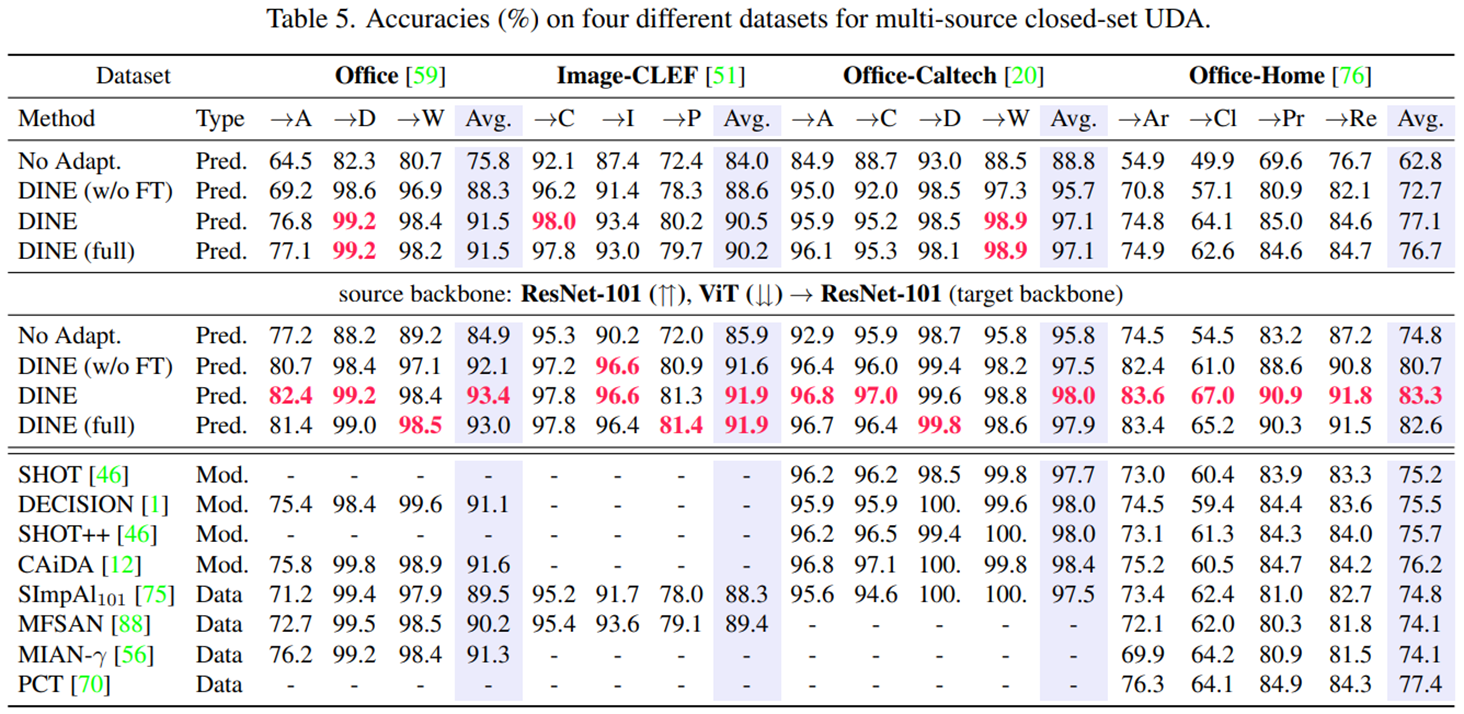 Table 5. Accuracies (%) on four different datasets for multi-source closed-set UDA.
Dataset Office [59] Image-CLEF [51] Office-Caltech [20] Office-Home [76]
Method Type →A →D →W Avg. →C →I →P Avg. →A →C →D →W Avg. →Ar →Cl →Pr →Re Avg.
No Adapt. Pred. 64.5 82.3 80.7 75.8 92.1 87.4 72.4 84.0 84.9 88.7 93.0 88.5 88.8 54.9 49.9 69.6 76.7 62.8
DINE (w/o FT) Pred. 69.2 98.6 96.9 88.3 96.2 91.4 78.3 88.6 95.0 92.0 98.5 97.3 95.7 70.8 57.1 80.9 82.1 72.7
DINE Pred. 76.8 99.2 98.4 91.5 98.0 93.4 80.2 90.5 95.9 95.2 98.5 98.9 97.1 74.8 64.1 85.0 84.6 77.1
DINE (full) Pred. 77.1 99.2 98.2 91.5 97.8 93.0 79.7 90.2 96.1 95.3 98.1 98.9 97.1 74.9 62.6 84.6 84.7 76.7
source backbone: ResNet-101 (⇈), ViT (⇊) → ResNet-101 (target backbone)
No Adapt. Pred. 77.2 88.2 89.2 84.9 95.3 90.2 72.0 85.9 92.9 95.9 98.7 95.8 95.8 74.5 54.5 83.2 87.2 74.8
DINE (w/o FT) Pred. 80.7 98.4 97.1 92.1 97.2 96.6 80.9 91.6 96.4 96.0 99.4 98.2 97.5 82.4 61.0 88.6 90.8 80.7
DINE Pred. 82.4 99.2 98.4 93.4 97.8 96.6 81.3 91.9 96.8 97.0 99.6 98.8 98.0 83.6 67.0 90.9 91.8 83.3
DINE (full) Pred. 81.4 99.0 98.5 93.0 97.8 96.4 81.4 91.9 96.7 96.4 99.8 98.6 97.9 83.4 65.2 90.3 91.5 82.6
SHOT [46] Mod. - - - - - - - - 96.2 96.2 98.5 99.8 97.7 73.0 60.4 83.9 83.3 75.2
DECISION [1] Mod. 75.4 98.4 99.6 91.1 - - - - 95.9 95.9 100. 99.6 98.0 74.5 59.4 84.4 83.6 75.5
SHOT++ [46] Mod. - - - - - - - - 96.2 96.5 99.4 100. 98.0 73.1 61.3 84.3 84.0 75.7
CAiDA [12] Mod. 75.8 99.8 98.9 91.6 - - - - 96.8 97.1 100. 99.8 98.4 75.2 60.5 84.7 84.2 76.2
SImpAl101 [75] Data 71.2 99.4 97.9 89.5 95.2 91.7 78.0 88.3 95.6 94.6 100. 100. 97.5 73.4 62.4 81.0 82.7 74.8
MFSAN [88] Data 72.7 99.5 98.5 90.2 95.4 93.6 79.1 89.4 - - - - - 72.1 62.0 80.3 81.8 74.1
MIAN-γ [56] Data 76.2 99.2 98.4 91.3 - - - - - - - - - 69.9 64.2 80.9 81.5 74.1
PCT [70] Data - - - - - - - - - - - - - 76.3 64.1 84.9 84.3 77.4